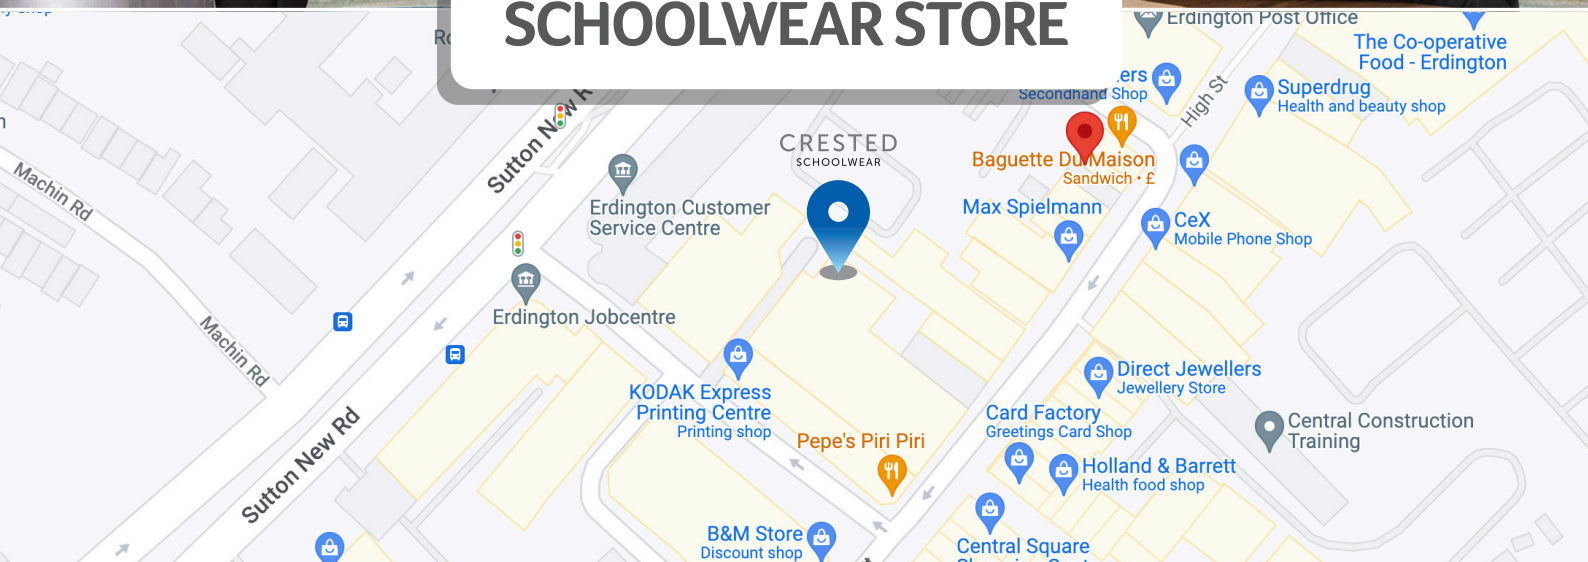 SCHOOLWEAR STORE
Erdington Post Office
The Co-operative
Food - Erdington
Secondhand Shop
Superdrug
Health and beauty shop
High St
Sutton New
CRESTED
SCHOOLWEAR
Baguette Du Maison
Sandwich • £
Machin Rd
Erdington Customer
Service Centre
Max Spielmann
CeX
Mobile Phone Shop
Erdington Jobcentre
Machin Rd
KODAK Express
Printing Centre
Printing shop
Direct Jewellers
Jewellery Store
Card Factory
Greetings Card Shop
Central Construction
Training
Pepe's Piri Piri
Holland & Barrett
Health food shop
Sutton New Rd
B&M Store
Discount shop
Central Square